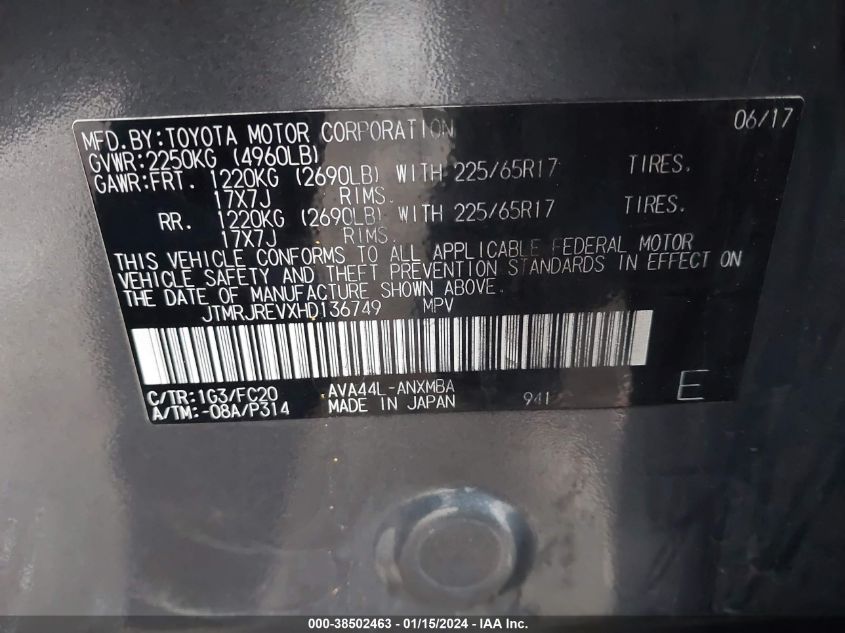 MFD.BY:TOYOTA MOTOR CORPORATION 06/17
GVWR:2250KG (4960LB)
GAWR:FRT. 1220KG (2690LB) WITH 225/65R17 TIRES.
17X7J RIMS.
RR. 1220KG (2690LB) WITH 225/65R17 TIRES.
17X7J RIMS.
THIS VEHICLE CONFORMS TO ALL APPLICABLE FEDERAL MOTOR
VEHICLE SAFETY AND THEFT PREVENTION STANDARDS IN EFFECT ON
THE DATE OF MANUFACTURE SHOWN ABOVE.
JTMRJREVXHD136749 MPV
C/TR:1G3/FC20 AVA44L-ANXMBA
A/TM:-08A/P314 MADE IN JAPAN 941 E
000-38502463 - 01/15/2024 - IAA Inc.